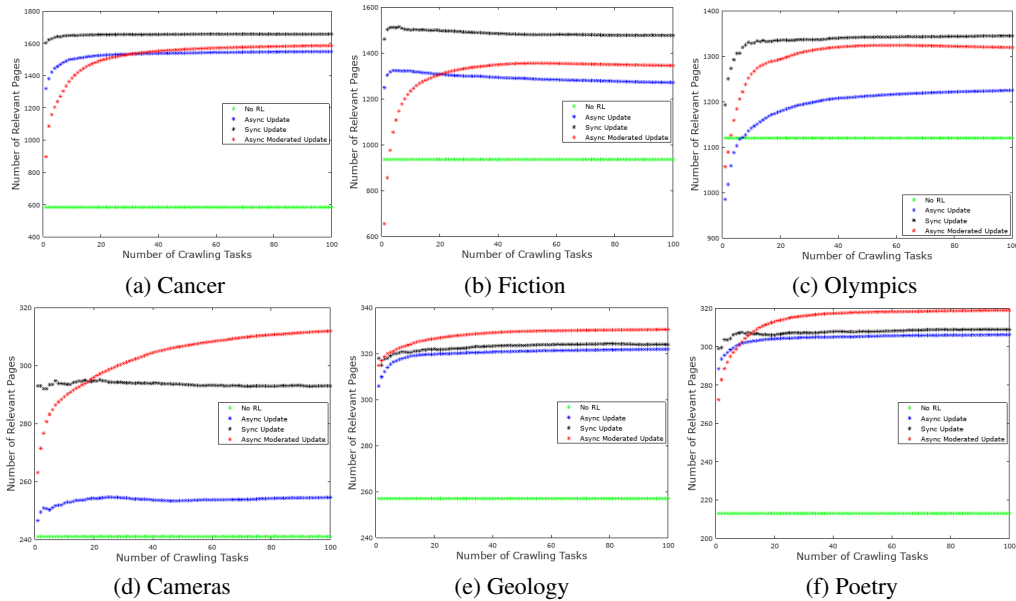 1800
1600
1400
1200
1000
800
600
400
0
20
40
60
80
100
Number of Relevant Pages
Number of Crawling Tasks
No RL
Async Update
Sync Update
Async Moderated Update
(a) Cancer
1600
1400
1200
1000
800
600
0
20
40
60
80
100
Number of Relevant Pages
Number of Crawling Tasks
No RL
Async Update
Sync Update
Async Moderated Update
(b) Fiction
1400
1300
1200
1100
1000
900
0
20
40
60
80
100
Number of Relevant Pages
Number of Crawling Tasks
No RL
Async Update
Sync Update
Async Moderated Update
(c) Olympics
320
300
280
260
240
0
20
40
60
80
100
Number of Relevant Pages
Number of Crawling Tasks
No RL
Async Update
Sync Update
Async Moderated Update
(d) Cameras
340
320
300
280
260
240
0
20
40
60
80
100
Number of Relevant Pages
Number of Crawling Tasks
No RL
Async Update
Sync Update
Async Moderated Update
(e) Geology
320
300
280
260
240
220
200
0
20
40
60
80
100
Number of Relevant Pages
Number of Crawling Tasks
No RL
Async Update
Sync Update
Async Moderated Update
(f) Poetry